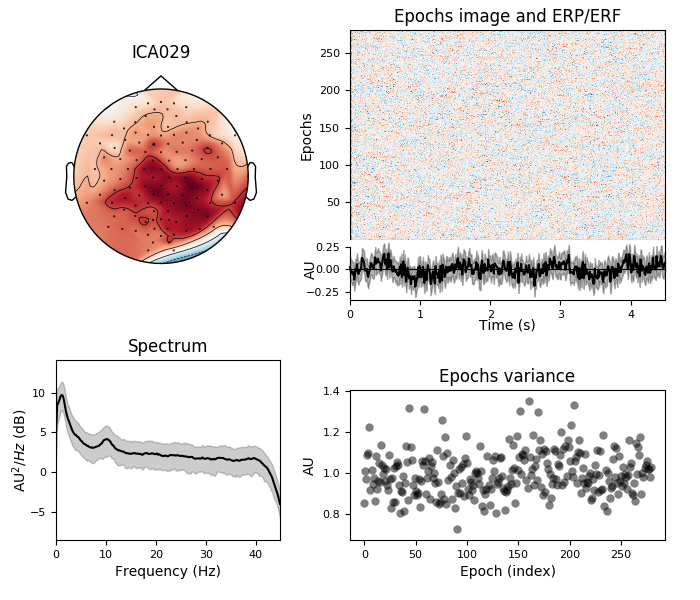 ICA029
Epochs image and ERP/ERF
Epochs
250
200
150
100
50
AU
0.25
0.00
−0.25
0
1
2
3
4
Time (s)
Spectrum
AU²/Hz (dB)
10
5
0
−5
0
10
20
30
40
Frequency (Hz)
Epochs variance
AU
1.4
1.2
1.0
0.8
0
50
100
150
200
250
Epoch (index)